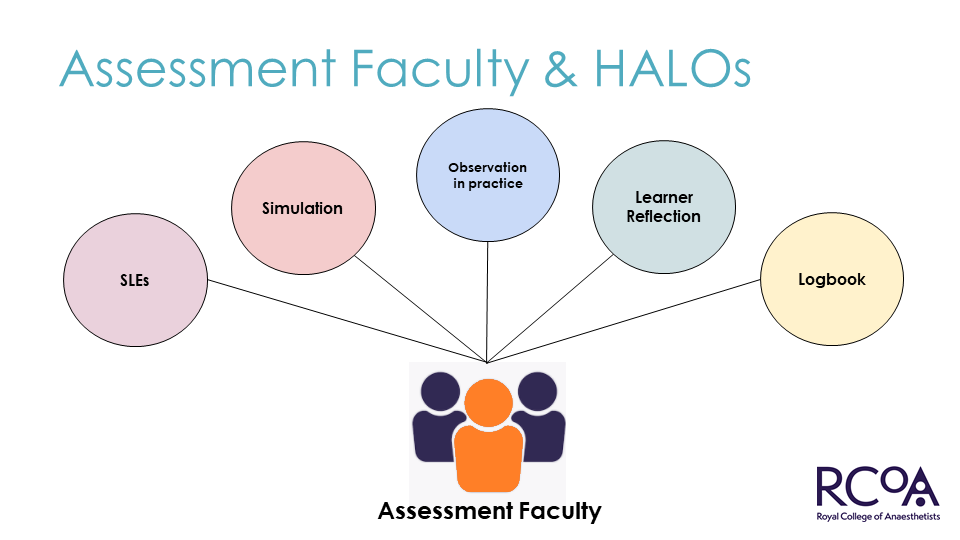 Assessment Faculty & HALOs
Observation
in practice
Simulation
Learner
Reflection
SLEs
Logbook
Assessment Faculty
RCoA
Royal College of Anaesthetists